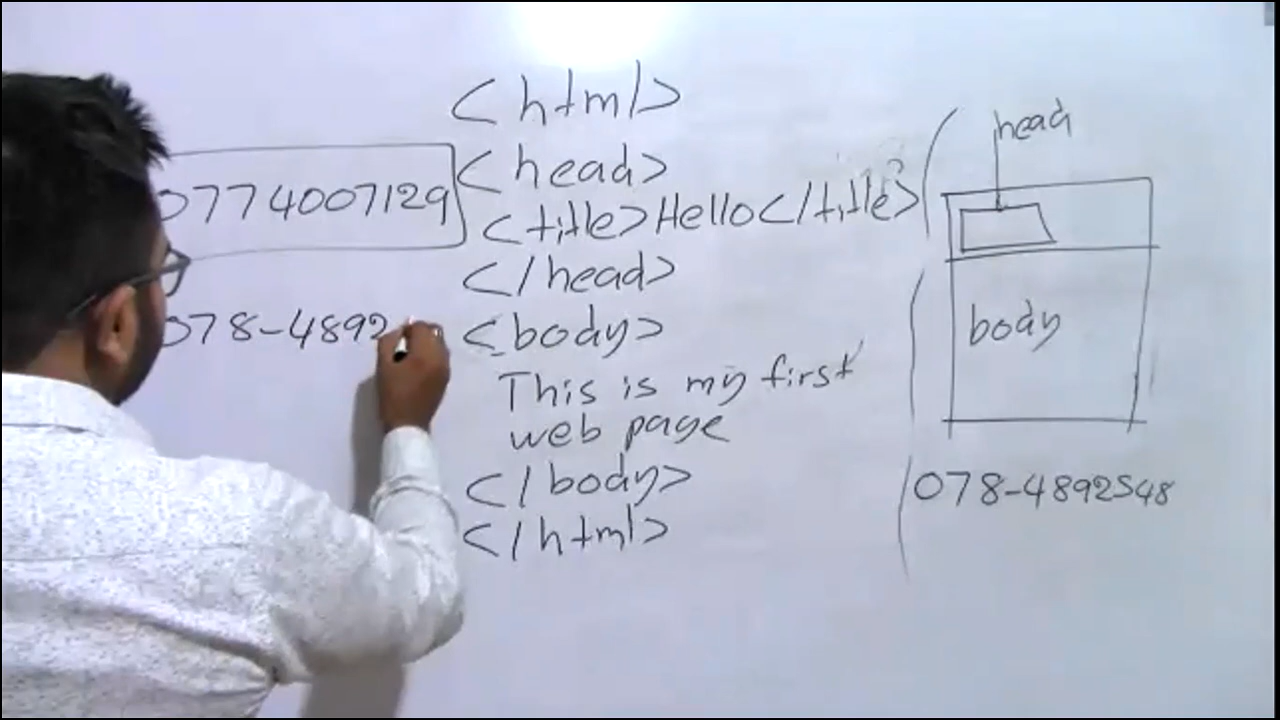 <html>
<head>
<title>Hello</title>
</head>
<body>
This is my first
web page
</body>
</html>
0774007129
078-4892
head
body
078-4892548